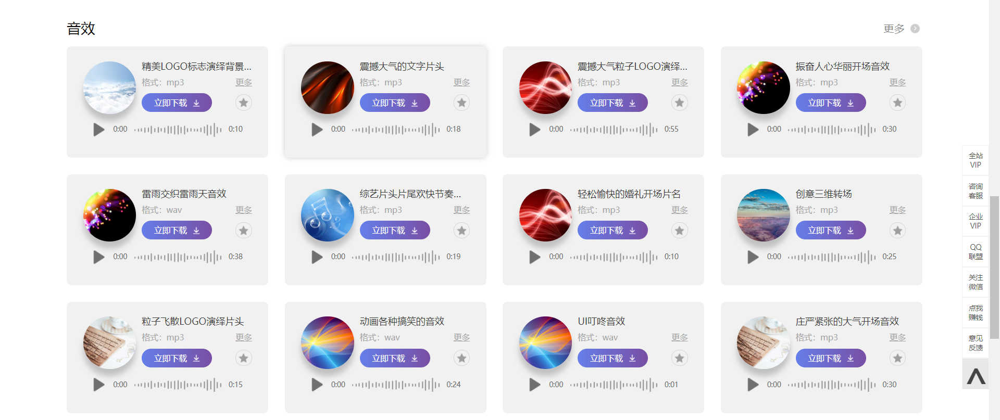 音效
更多
精美LOGO标志演绎背景...
格式：mp3
更多
立即下载
0:00
0:10
震撼大气的文字片头
格式：mp3
更多
立即下载
0:00
0:18
震撼大气粒子LOGO演绎...
格式：mp3
更多
立即下载
0:00
0:55
振奋人心华丽开场音效
格式：mp3
更多
立即下载
0:00
0:30
雷雨交织雷雨天音效
格式：wav
更多
立即下载
0:00
0:38
综艺片头片尾欢快节奏...
格式：mp3
更多
立即下载
0:00
0:19
轻松愉快的婚礼开场片名
格式：mp3
更多
立即下载
0:00
0:10
创意三维转场
格式：mp3
更多
立即下载
0:00
0:25
粒子飞散LOGO演绎片头
格式：mp3
更多
立即下载
0:00
0:15
动画各种搞笑的音效
格式：wav
更多
立即下载
0:00
0:24
UI叮咚音效
格式：wav
更多
立即下载
0:00
0:01
庄严紧张的大气开场音效
格式：mp3
更多
立即下载
0:00
0:30
全站
VIP
咨询
客服
企业
VIP
QQ
联盟
关注
微信
点我
赚钱
意见
反馈